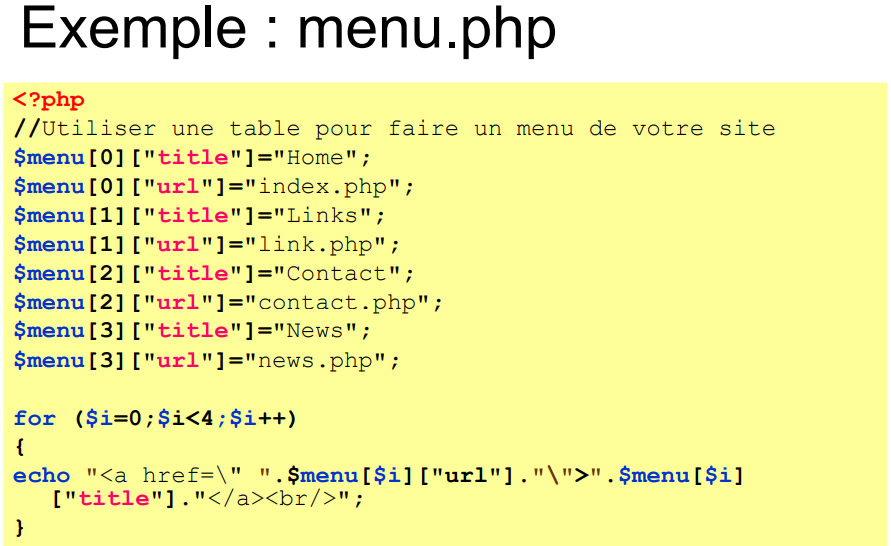 Exemple : menu.php
<?php
//Utiliser une table pour faire un menu de votre site
$menu[0]["title"]="Home";
$menu[0]["url"]="index.php";
$menu[1]["title"]="Links";
$menu[1]["url"]="link.php";
$menu[2]["title"]="Contact";
$menu[2]["url"]="contact.php";
$menu[3]["title"]="News";
$menu[3]["url"]="news.php";
for ($i=0;$i<4;$i++)
{
echo "<a href=\" ".$menu[$i]["url"]."\">".$menu[$i]
["title"]."</a><br/>";
}